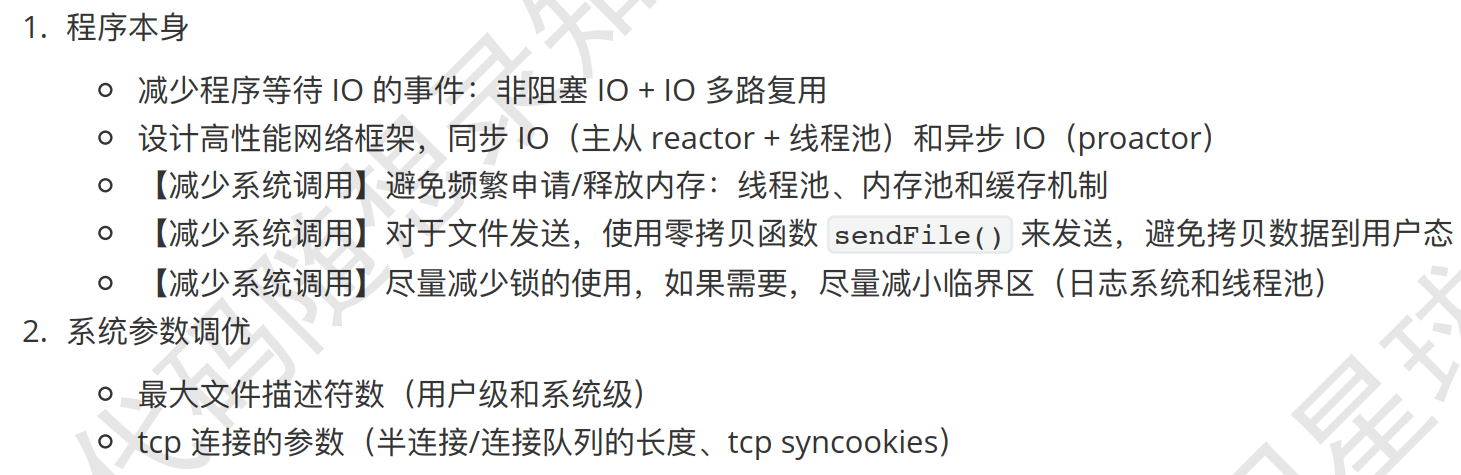 1. 程序本身
减少程序等待 IO 的事件：非阻塞 IO + IO 多路复用
设计高性能网络框架，同步 IO（主从 reactor + 线程池）和异步 IO（proactor）
【减少系统调用】避免频繁申请/释放内存：线程池、内存池和缓存机制
【减少系统调用】对于文件发送，使用零拷贝函数 sendFile() 来发送，避免拷贝数据到用户态
【减少系统调用】尽量减少锁的使用，如果需要，尽量减小临界区（日志系统和线程池）
2. 系统参数调优
最大文件描述符数（用户级和系统级）
tcp 连接的参数（半连接/连接队列的长度、tcp syncookies）
代码随想录知
星球